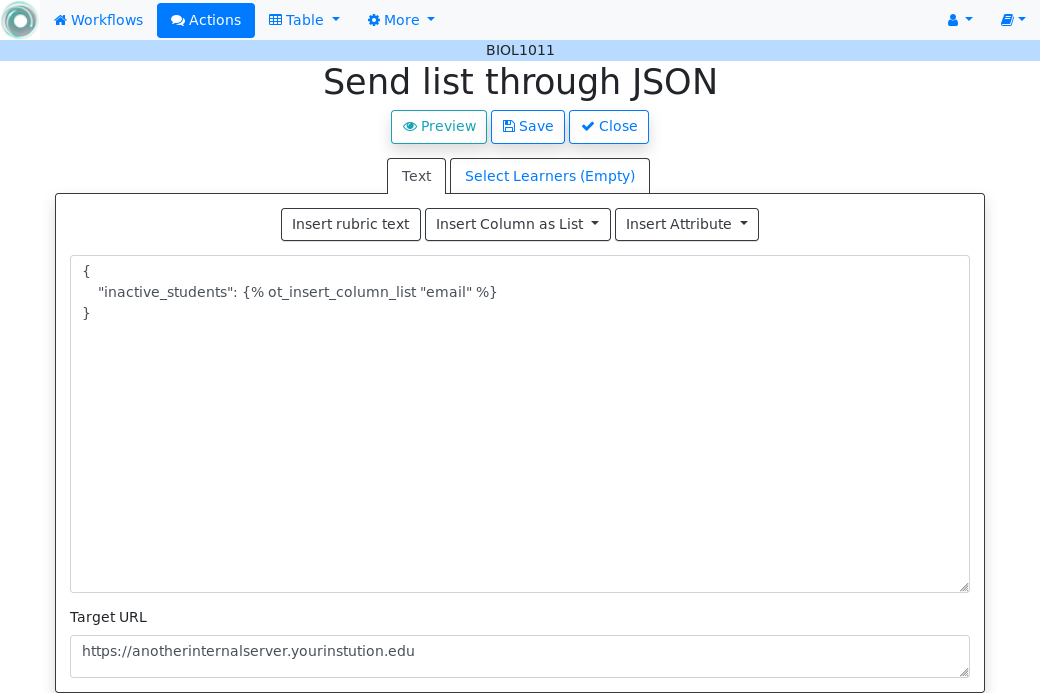 Workflows Actions Table More
BIOL1011
Send list through JSON
Preview Save Close
Text Select Learners (Empty)
Insert rubric text Insert Column as List Insert Attribute
{
"inactive_students": {% ot_insert_column_list "email" %}
}
Target URL
https://anotherinternalserver.yourinstution.edu